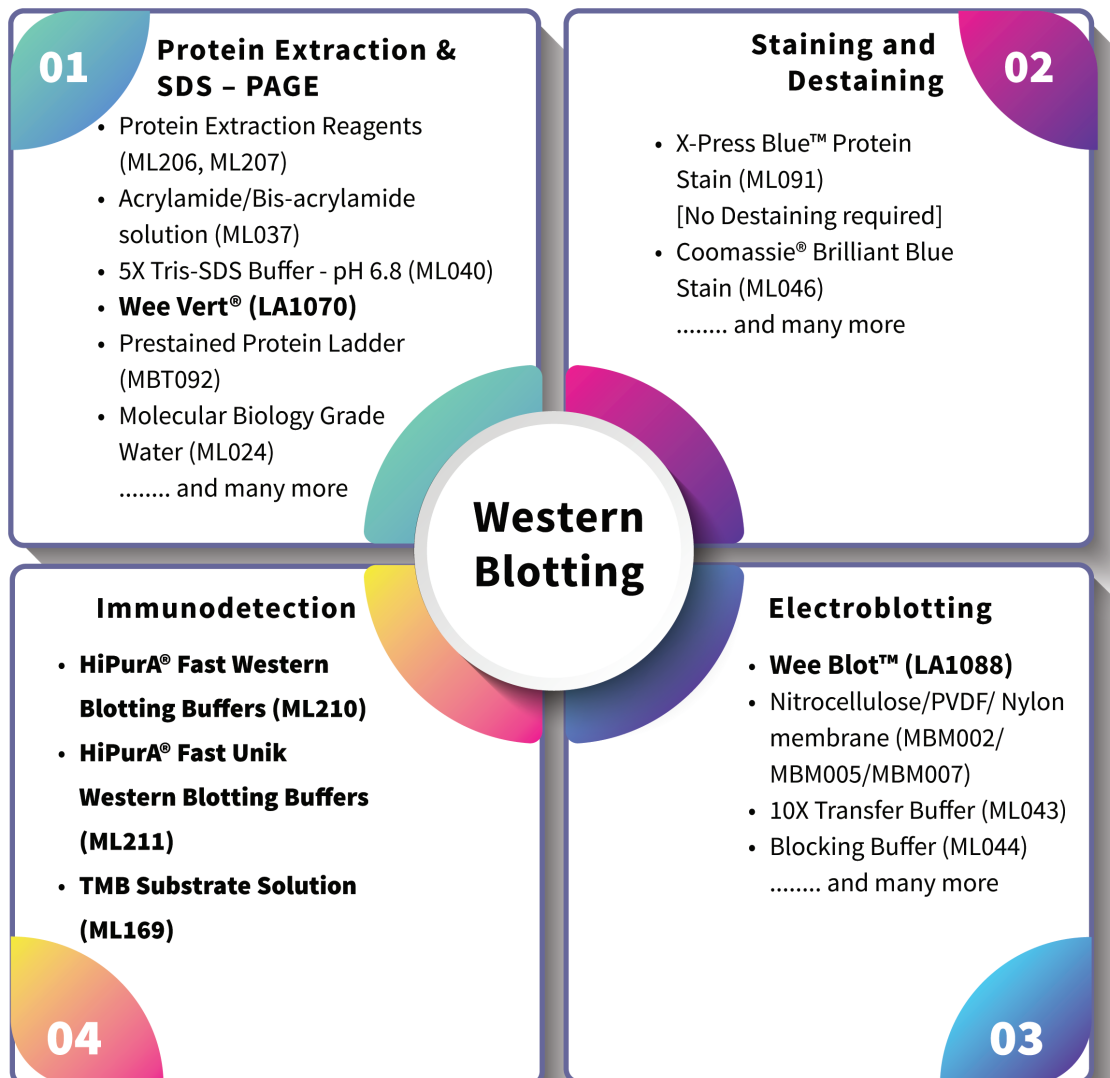 01
Protein Extraction &
SDS – PAGE
• Protein Extraction Reagents
(ML206, ML207)
• Acrylamide/Bis-acrylamide
solution (ML037)
• 5X Tris-SDS Buffer - pH 6.8 (ML040)
• Wee Vert® (LA1070)
• Prestained Protein Ladder
(MBT092)
• Molecular Biology Grade
Water (ML024)
........ and many more
Staining and
Destaining
02
• X-Press Blue™ Protein
Stain (ML091)
[No Destaining required]
• Coomassie® Brilliant Blue
Stain (ML046)
........ and many more
Western
Blotting
Immunodetection
• HiPurA® Fast Western
Blotting Buffers (ML210)
• HiPurA® Fast Unik
Western Blotting Buffers
(ML211)
• TMB Substrate Solution
(ML169)
04
Electroblotting
• Wee Blot™ (LA1088)
• Nitrocellulose/PVDF/ Nylon
membrane (MBM002/
MBM005/MBM007)
• 10X Transfer Buffer (ML043)
• Blocking Buffer (ML044)
........ and many more
03